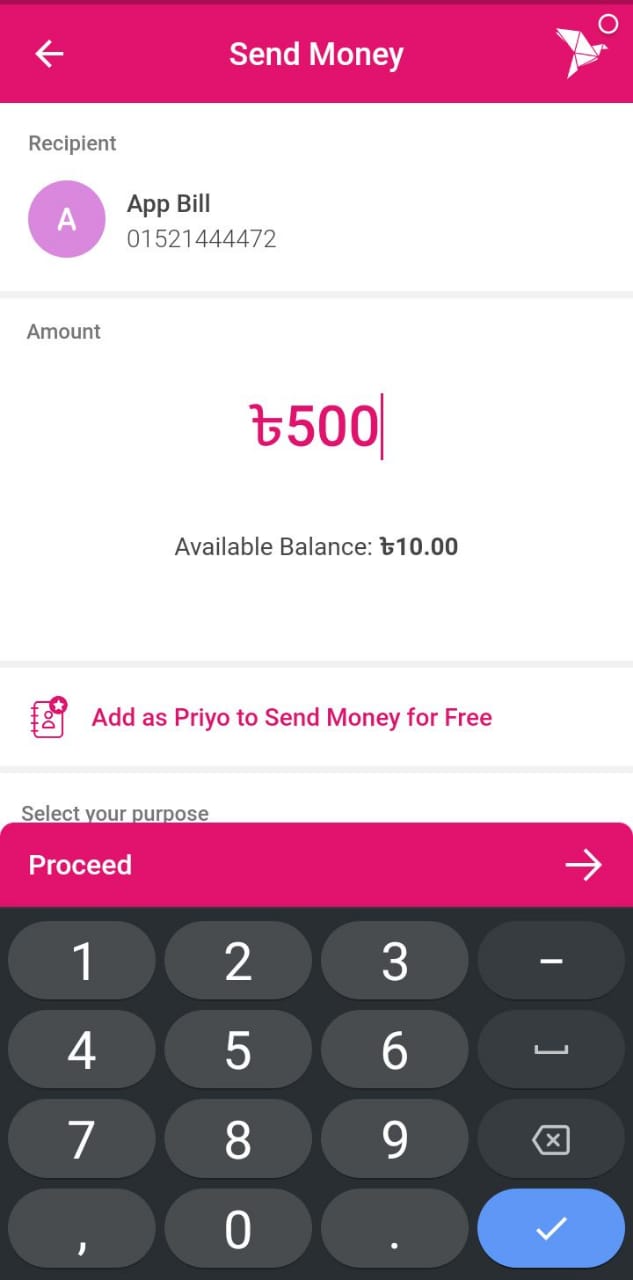 Send Money
Recipient
A
App Bill
01521444472
Amount
৳500
Available Balance: ৳10.00
Add as Priyo to Send Money for Free
Select your purpose
Proceed
1 2 3 -
4 5 6
7 8 9
, 0 .